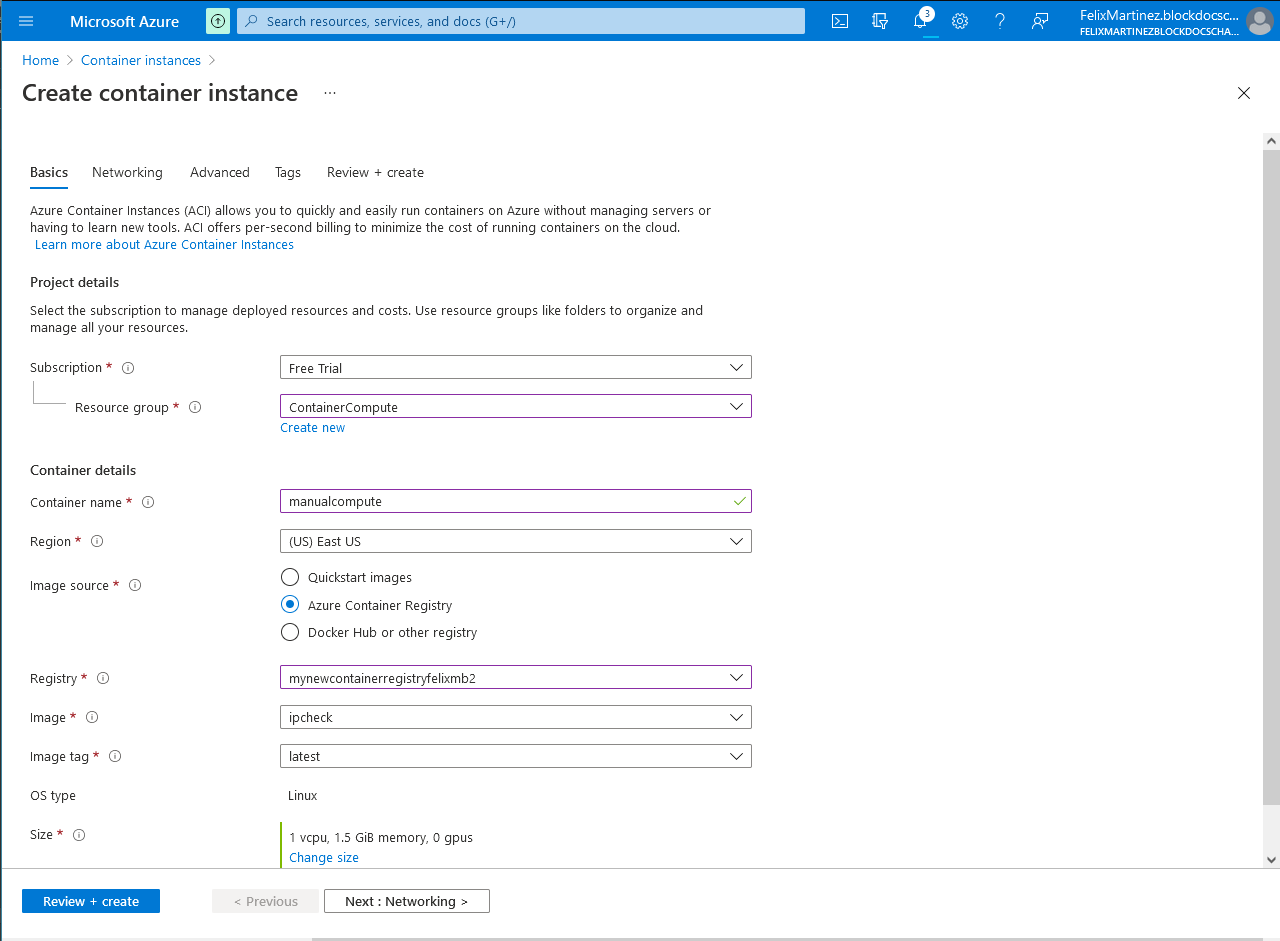 Microsoft Azure
Search resources, services, and docs (G+/)
3
FelixMartinez.blockdocsc...
FELIXMARTINEZBLOCKDOCSCHA...
Home > Container instances >
Create container instance ...
Basics Networking Advanced Tags Review + create
Azure Container Instances (ACI) allows you to quickly and easily run containers on Azure without managing servers or
having to learn new tools. ACI offers per-second billing to minimize the cost of running containers on the cloud.
Learn more about Azure Container Instances
Project details
Select the subscription to manage deployed resources and costs. Use resource groups like folders to organize and
manage all your resources.
Subscription * Free Trial
Resource group * ContainerCompute
Create new
Container details
Container name * manualcompute
Region * (US) East US
Image source * Quickstart images
Azure Container Registry
Docker Hub or other registry
Registry * mynewcontainerregistryfelixmb2
Image * ipcheck
Image tag * latest
OS type Linux
Size * 1 vcpu, 1.5 GiB memory, 0 gpus
Change size
Review + create < Previous Next : Networking >